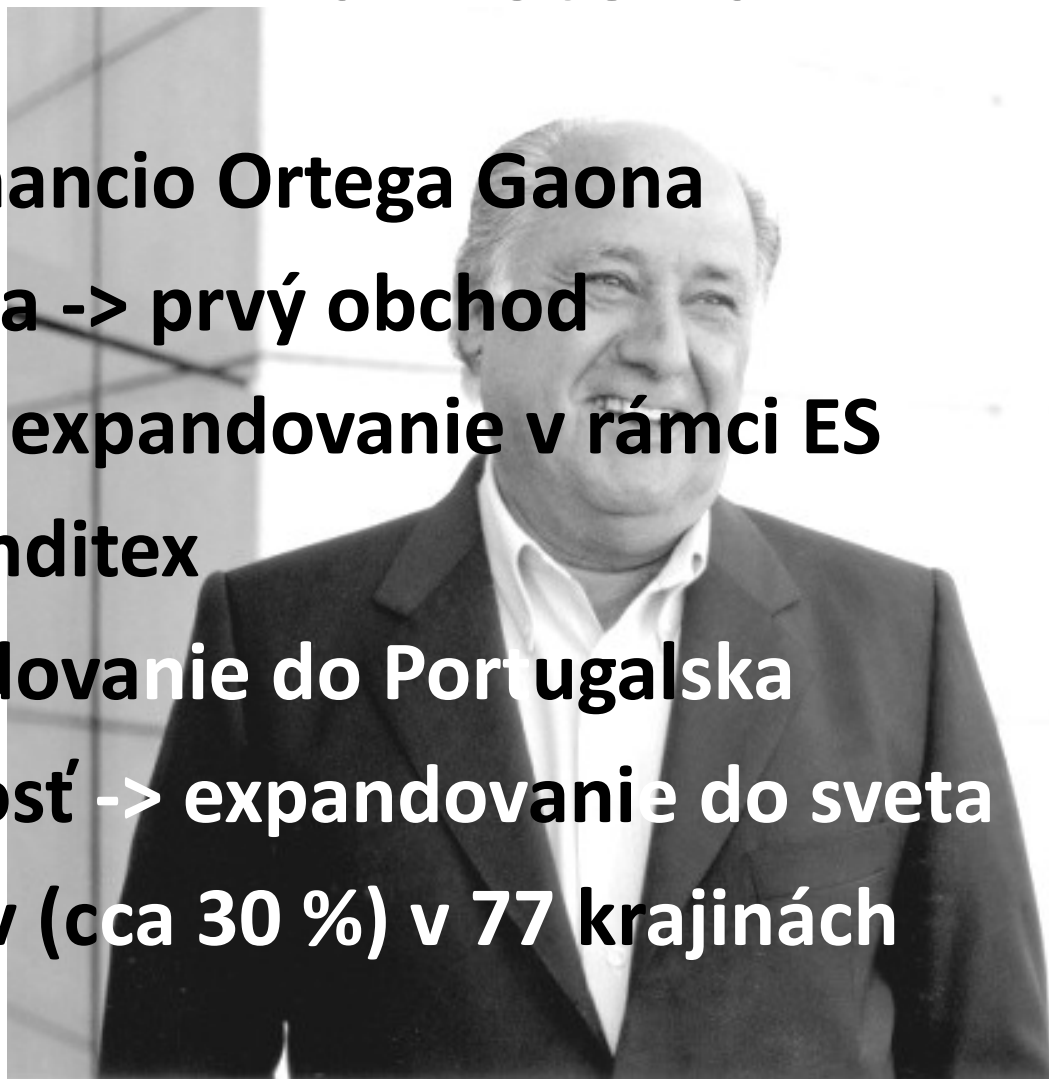 ancio Ortega Gaona
a -> prvý obchod
expandovanie v rámci ES
nditex
dovanie do Portugalska
osť -> expandovanie do sveta
v (cca 30 %) v 77 krajinách